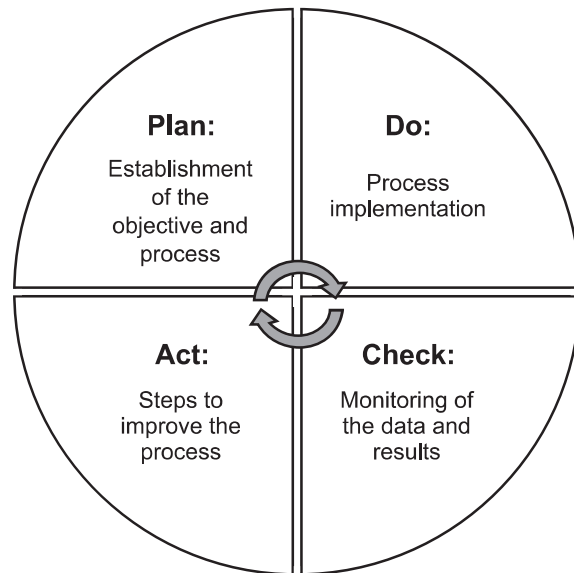 Plan:
Establishment
of the
objective and
process
Do:
Process
implementation
Act:
Steps to
improve the
process
Check:
Monitoring of
the data and
results